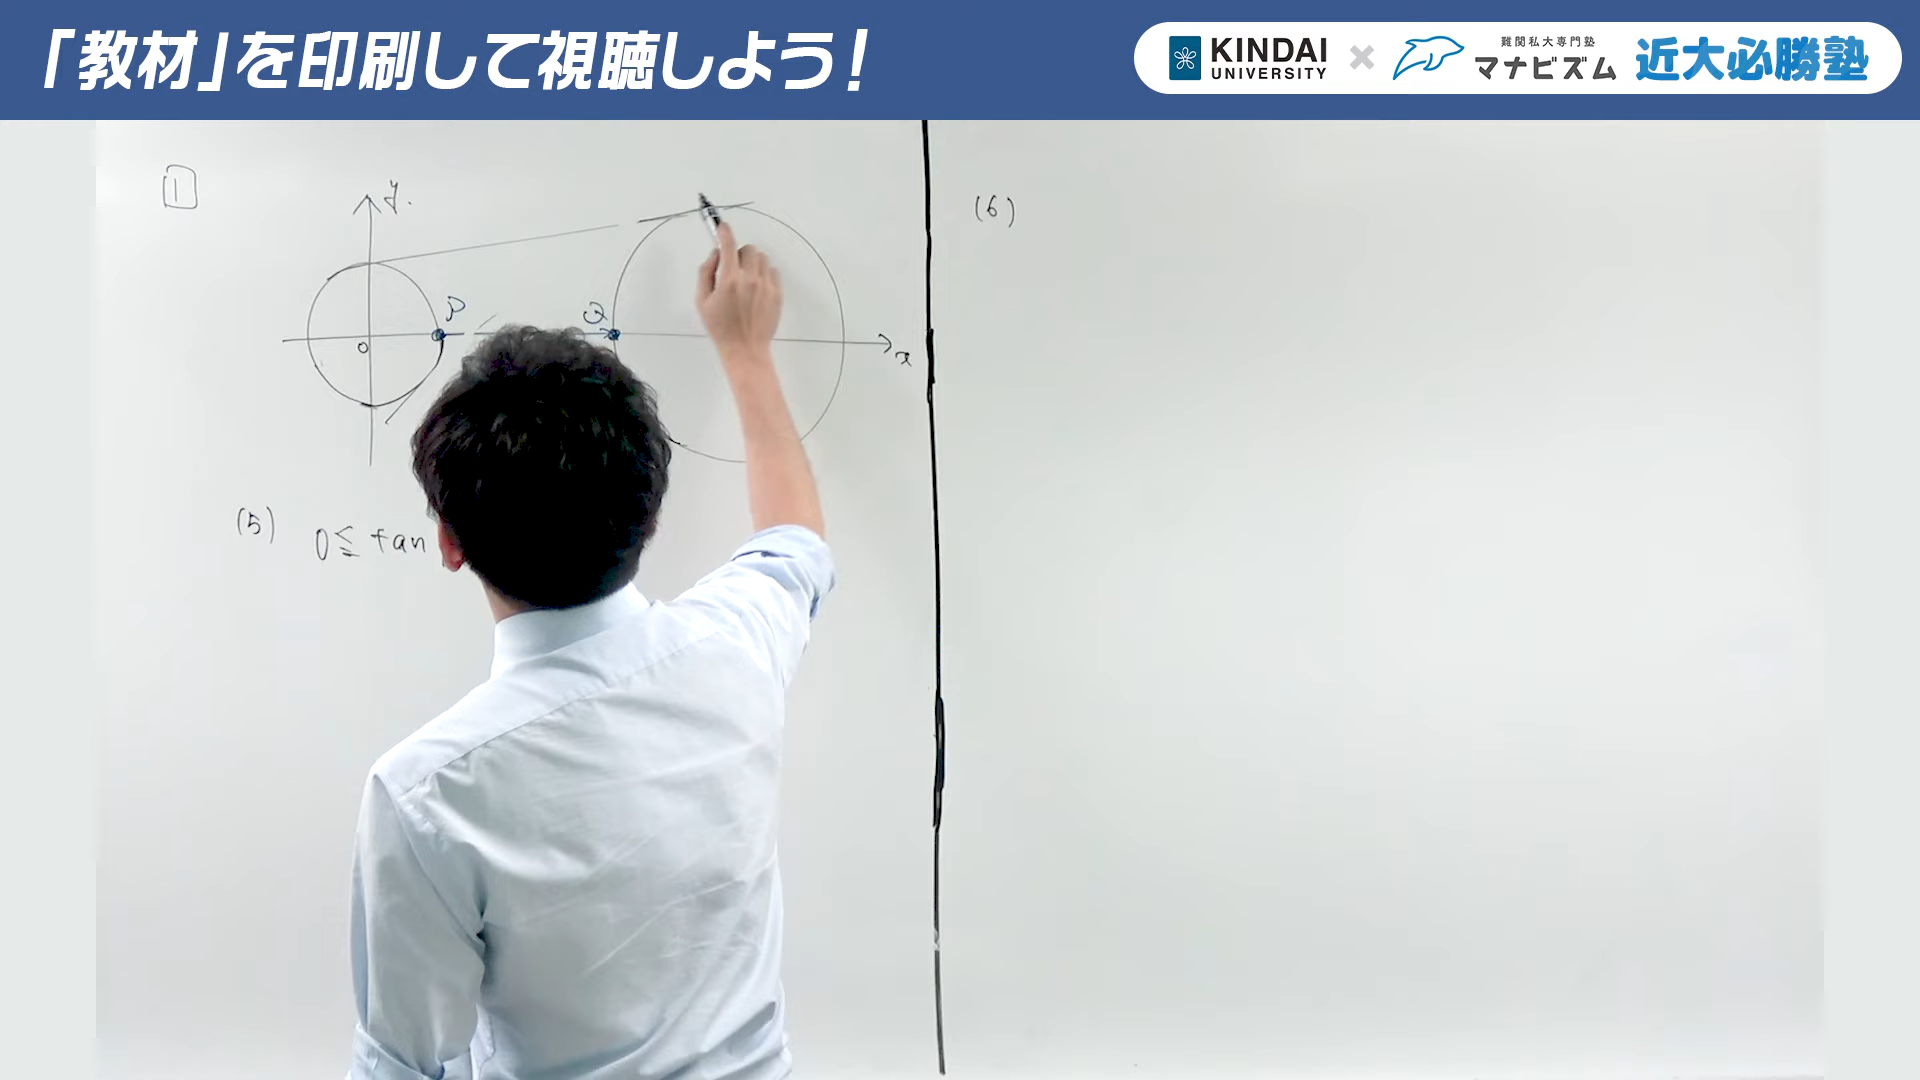 「教材」を印刷して視聴しよう!
KINDAI
UNIVERSITY
×
難関私大専門塾
マナビズム
近大必勝塾
1
y
P
Q
O
x
(5) 0≦ tan
(6)